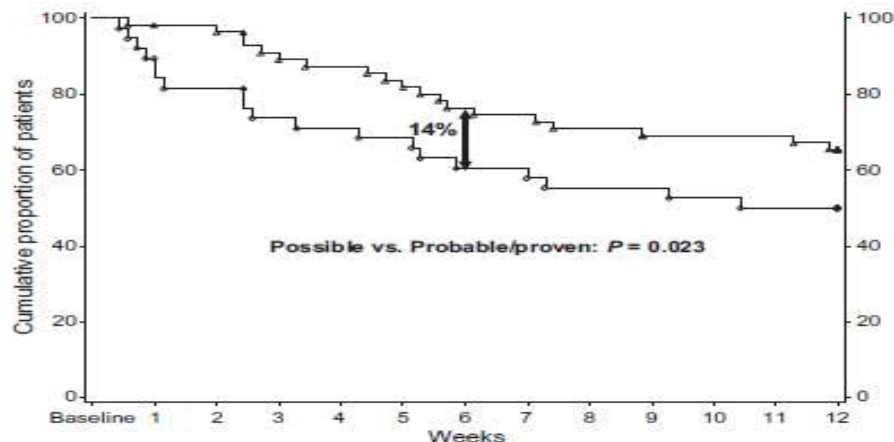 Cumulative proportion of patients
100 100
80 80
14%
60 60
Possible vs. Probable/proven: P = 0.023
40 40
20 20
0 0
Baseline 1 2 3 4 5 6 7 8 9 10 11 12
Weeks